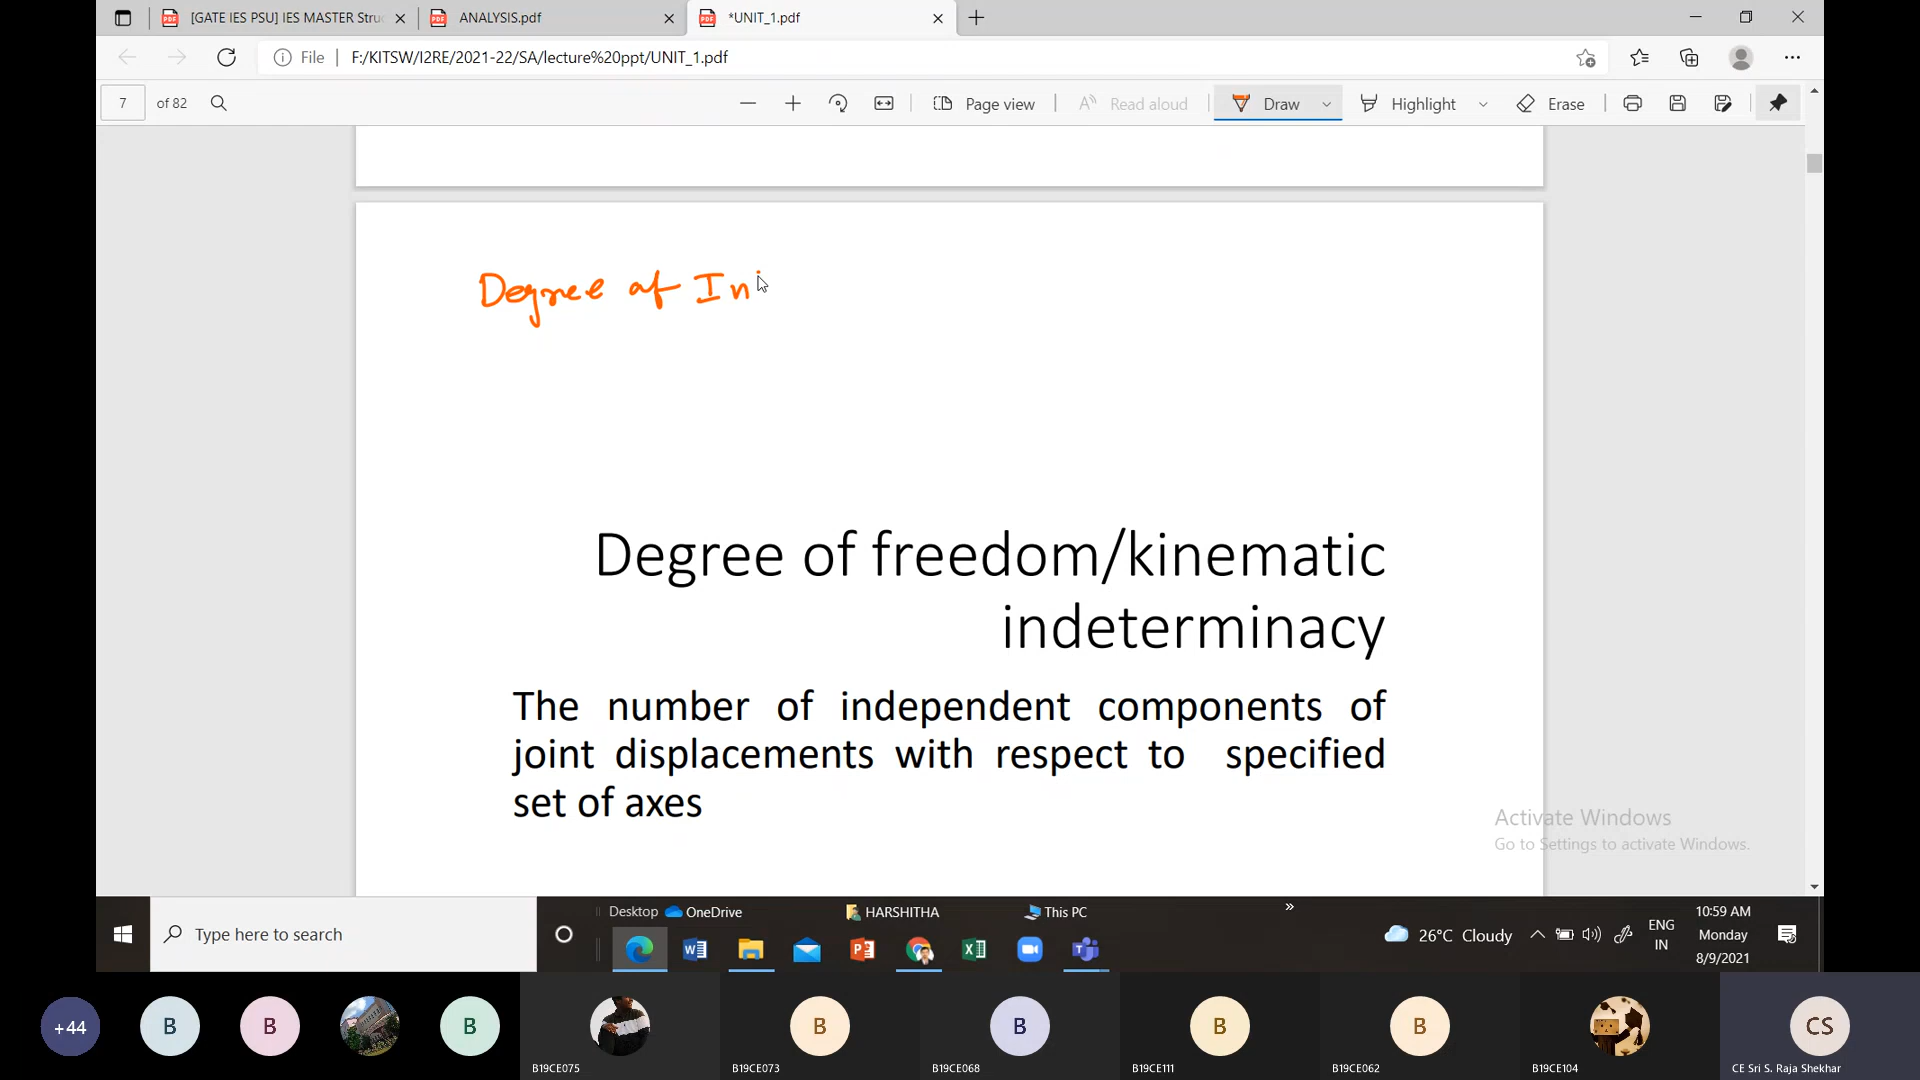 [GATE IES PSU] IES MASTER Stru
ANALYSIS.pdf
*UNIT_1.pdf
File
F:/KITSW/I2RE/2021-22/SA/lecture%20ppt/UNIT_1.pdf
7 of 82
Page view
Read aloud
Draw
Highlight
Erase
Degree of In
Degree of freedom/kinematic
indeterminacy
The number of independent components of
joint displacements with respect to specified
set of axes
Activate Windows
Go to Settings to activate Windows.
Type here to search
Desktop
OneDrive
HARSHITHA
This PC
»
26°C Cloudy
ENG
IN
10:59 AM
Monday
8/9/2021
+44
B
B
B
B
B
B
B
B
CS
B19CE075
B19CE073
B19CE068
B19CE111
B19CE062
B19CE104
CE Sri S. Raja Shekhar